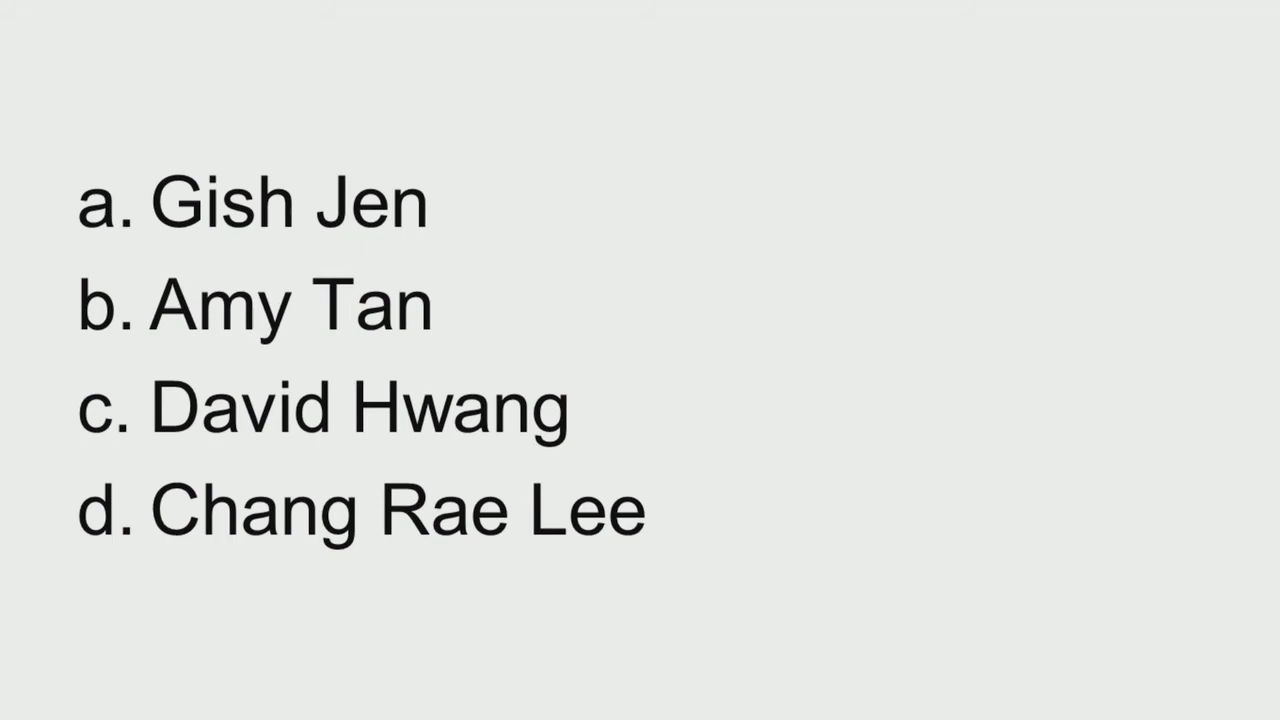 a. Gish Jen
b. Amy Tan
c. David Hwang
d. Chang Rae Lee